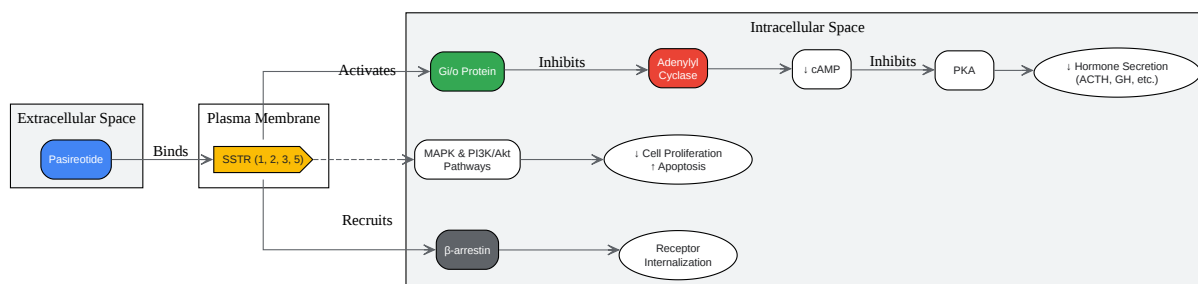 Intracellular Space
Activates
Gi/o Protein
Inhibits
Adenylyl
Cyclase
↓ cAMP
Inhibits
PKA
↓ Hormone Secretion
(ACTH, GH, etc.)
Extracellular Space
Pasireotide
Binds
Plasma Membrane
SSTR (1, 2, 3, 5)
MAPK & PI3K/Akt
Pathways
↓ Cell Proliferation
↑ Apoptosis
Recruits
β-arrestin
Receptor
Internalization